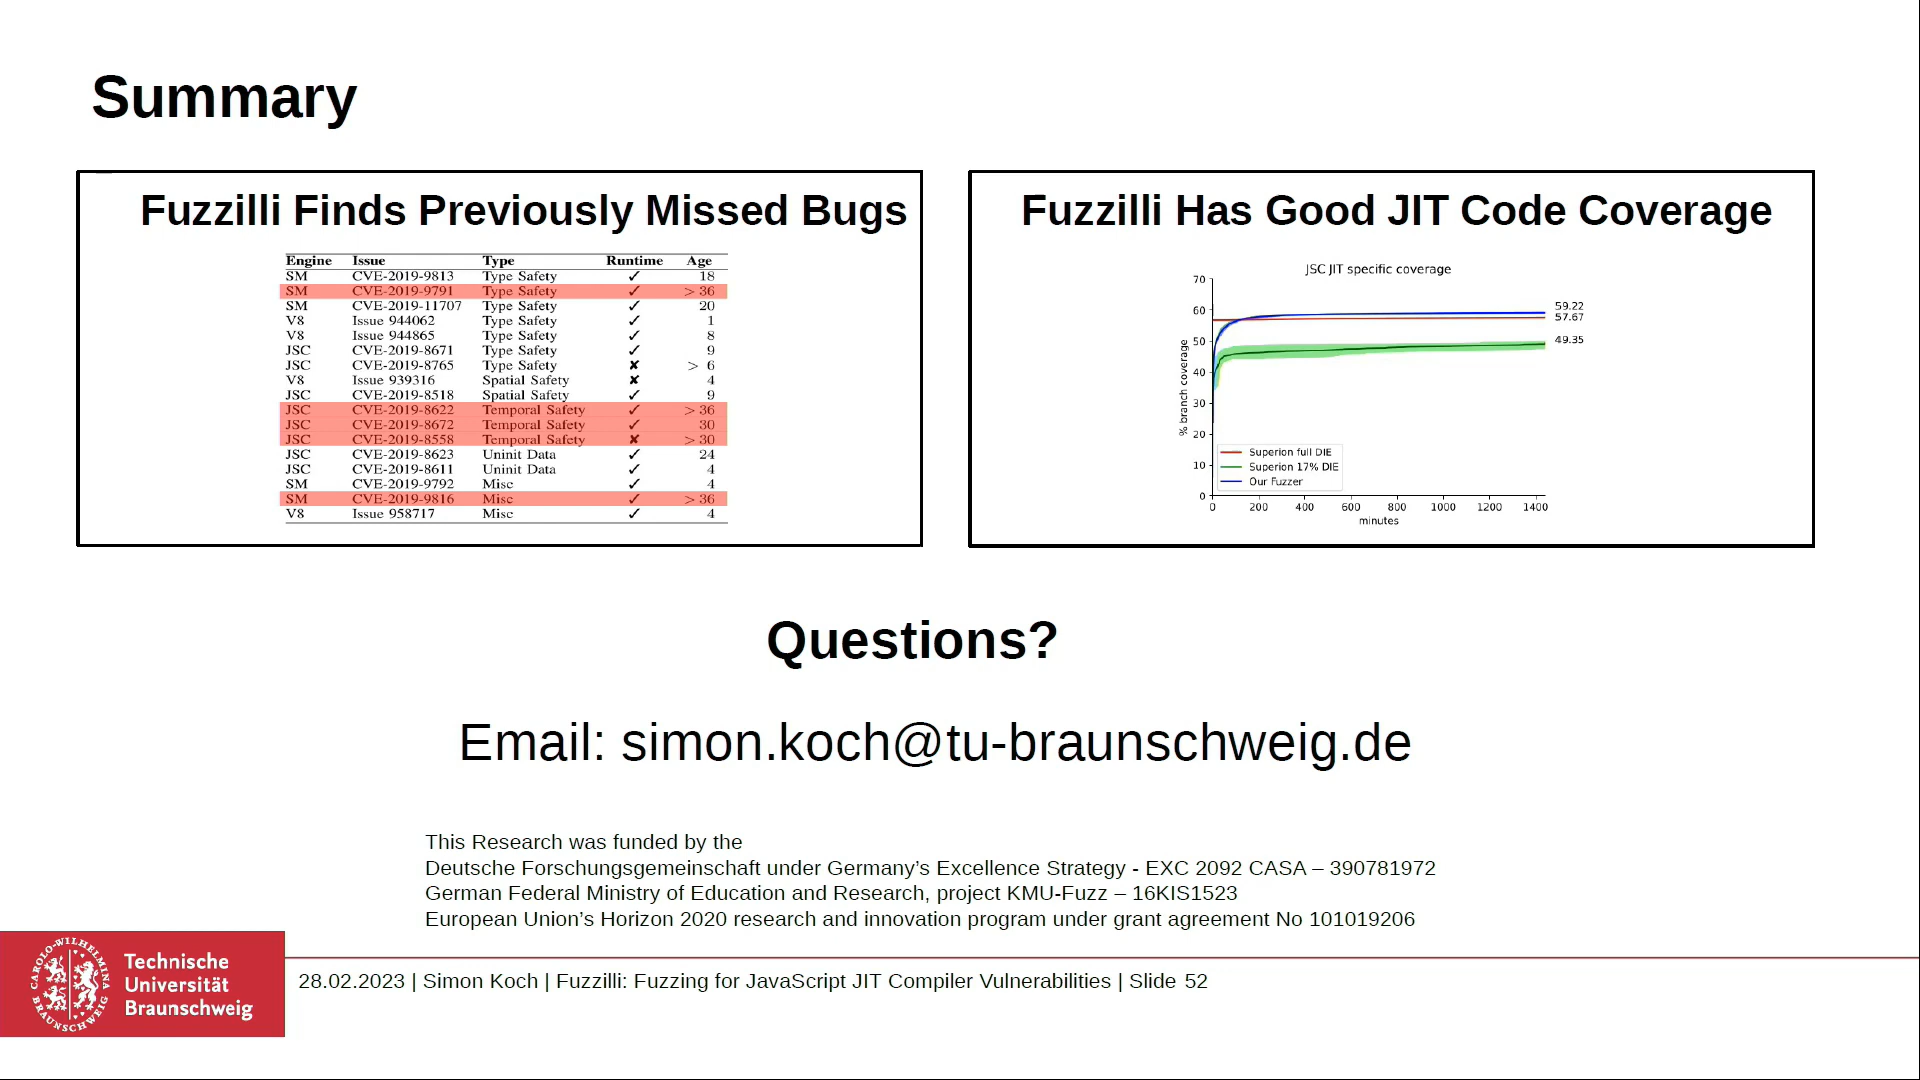 Summary
Fuzzilli Finds Previously Missed Bugs
Engine Issue Type Runtime Age
SM CVE-2019-9813 Type Safety ✓ 18
SM CVE-2019-9791 Type Safety ✓ > 36
SM CVE-2019-11707 Type Safety ✓ 20
V8 Issue 944062 Type Safety ✓ 1
V8 Issue 944865 Type Safety ✓ 8
JSC CVE-2019-8671 Type Safety ✓ 9
JSC CVE-2019-8765 Type Safety ✘ > 6
V8 Issue 939316 Spatial Safety ✘ 4
JSC CVE-2019-8518 Spatial Safety ✓ 9
JSC CVE-2019-8622 Temporal Safety ✓ > 36
JSC CVE-2019-8672 Temporal Safety ✓ 30
JSC CVE-2019-8558 Temporal Safety ✘ > 30
JSC CVE-2019-8623 Uninit Data ✓ 24
JSC CVE-2019-8611 Uninit Data ✓ 4
SM CVE-2019-9792 Misc ✓ 4
SM CVE-2019-9816 Misc ✓ > 36
V8 Issue 958717 Misc ✓ 4
Fuzzilli Has Good JIT Code Coverage
JSC JIT specific coverage
70
60
50
40
30
20
10
0
% branch coverage
59.22
57.67
49.35
Superion full DIE
Superion 17% DIE
Our Fuzzer
0 200 400 600 800 1000 1200 1400
minutes
Questions?
Email: simon.koch@tu-braunschweig.de
This Research was funded by the
Deutsche Forschungsgemeinschaft under Germany’s Excellence Strategy - EXC 2092 CASA – 390781972
German Federal Ministry of Education and Research, project KMU-Fuzz – 16KIS1523
European Union’s Horizon 2020 research and innovation program under grant agreement No 101019206
CAROLO-WILHELMINA
BRAUNSCHWEIG
Technische
Universität
Braunschweig
28.02.2023 | Simon Koch | Fuzzilli: Fuzzing for JavaScript JIT Compiler Vulnerabilities | Slide 52